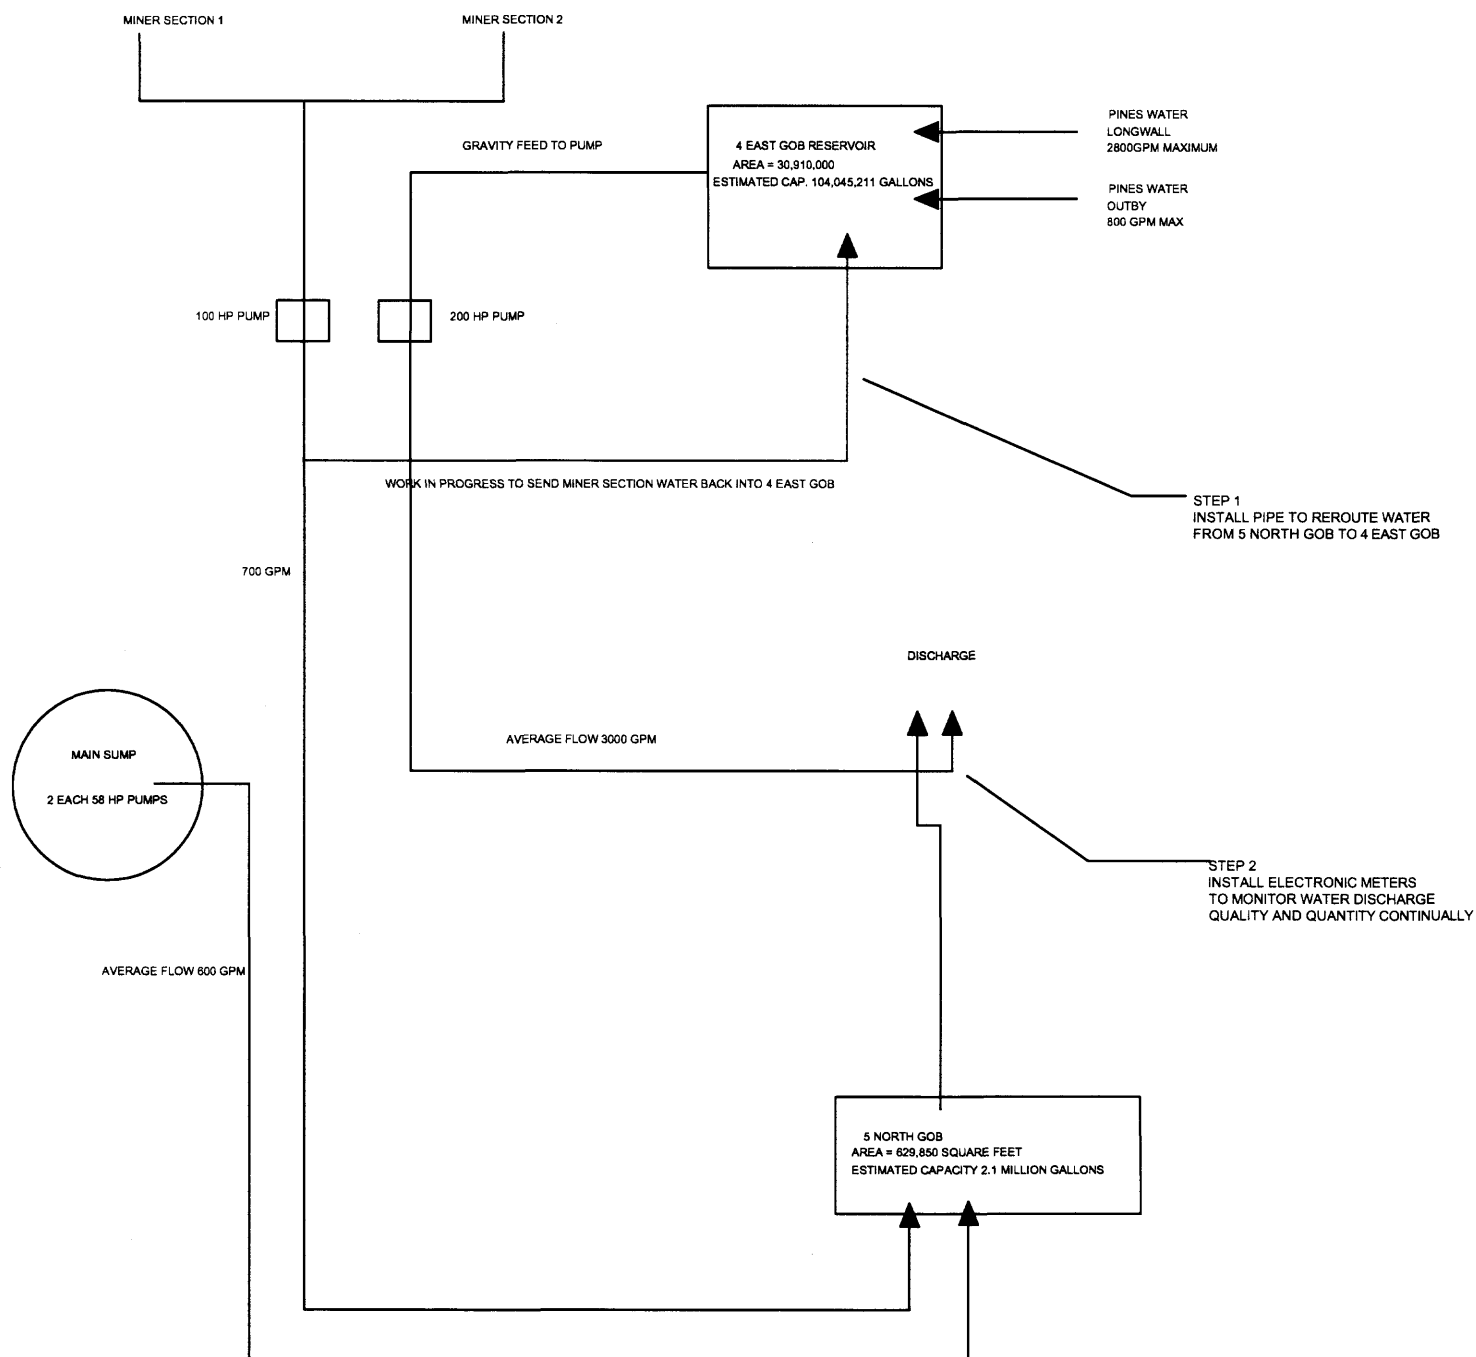 MINER SECTION 1
MINER SECTION 2
PINES WATER
LONGWALL
2800GPM MAXIMUM
GRAVITY FEED TO PUMP
4 EAST GOB RESERVOIR
AREA = 30,910,000
ESTIMATED CAP. 104,045,211 GALLONS
PINES WATER
OUTBY
800 GPM MAX
100 HP PUMP
200 HP PUMP
WORK IN PROGRESS TO SEND MINER SECTION WATER BACK INTO 4 EAST GOB
STEP 1
INSTALL PIPE TO REROUTE WATER
FROM 5 NORTH GOB TO 4 EAST GOB
700 GPM
DISCHARGE
AVERAGE FLOW 3000 GPM
MAIN SUMP
2 EACH 58 HP PUMPS
STEP 2
INSTALL ELECTRONIC METERS
TO MONITOR WATER DISCHARGE
QUALITY AND QUANTITY CONTINUALLY
AVERAGE FLOW 600 GPM
5 NORTH GOB
AREA = 629,850 SQUARE FEET
ESTIMATED CAPACITY 2.1 MILLION GALLONS